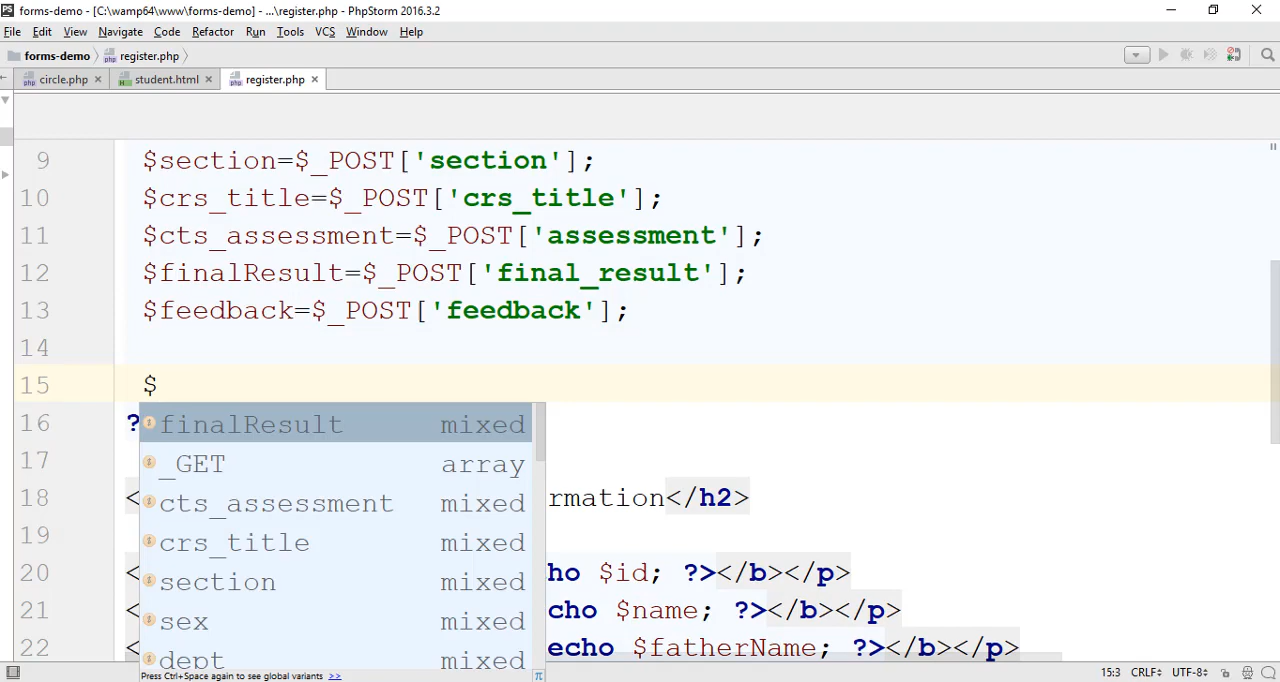 PS forms-demo - [C:\wamp64\www\forms-demo] - ...\register.php - PhpStorm 2016.3.2
File Edit View Navigate Code Refactor Run Tools VCS Window Help
forms-demo php register.php
php circle.php H student.html php register.php
9 $section=$_POST['section'];
10 $crs_title=$_POST['crs_title'];
11 $cts_assessment=$_POST['assessment'];
12 $finalResult=$_POST['final_result'];
13 $feedback=$_POST['feedback'];
14
15 $
16 ?
finalResult mixed
_GET array
17
cts_assessment mixed
18 < rmation</h2>
crs_title mixed
19
20 < ho $id; ?></b></p>
section mixed
21 < cho $name; ?></b></p>
sex mixed
22 < echo $fatherName; ?></b></p>
dept mixed
Press Ctrl+Space again to see global variants >> π
15:3 CRLF UTF-8